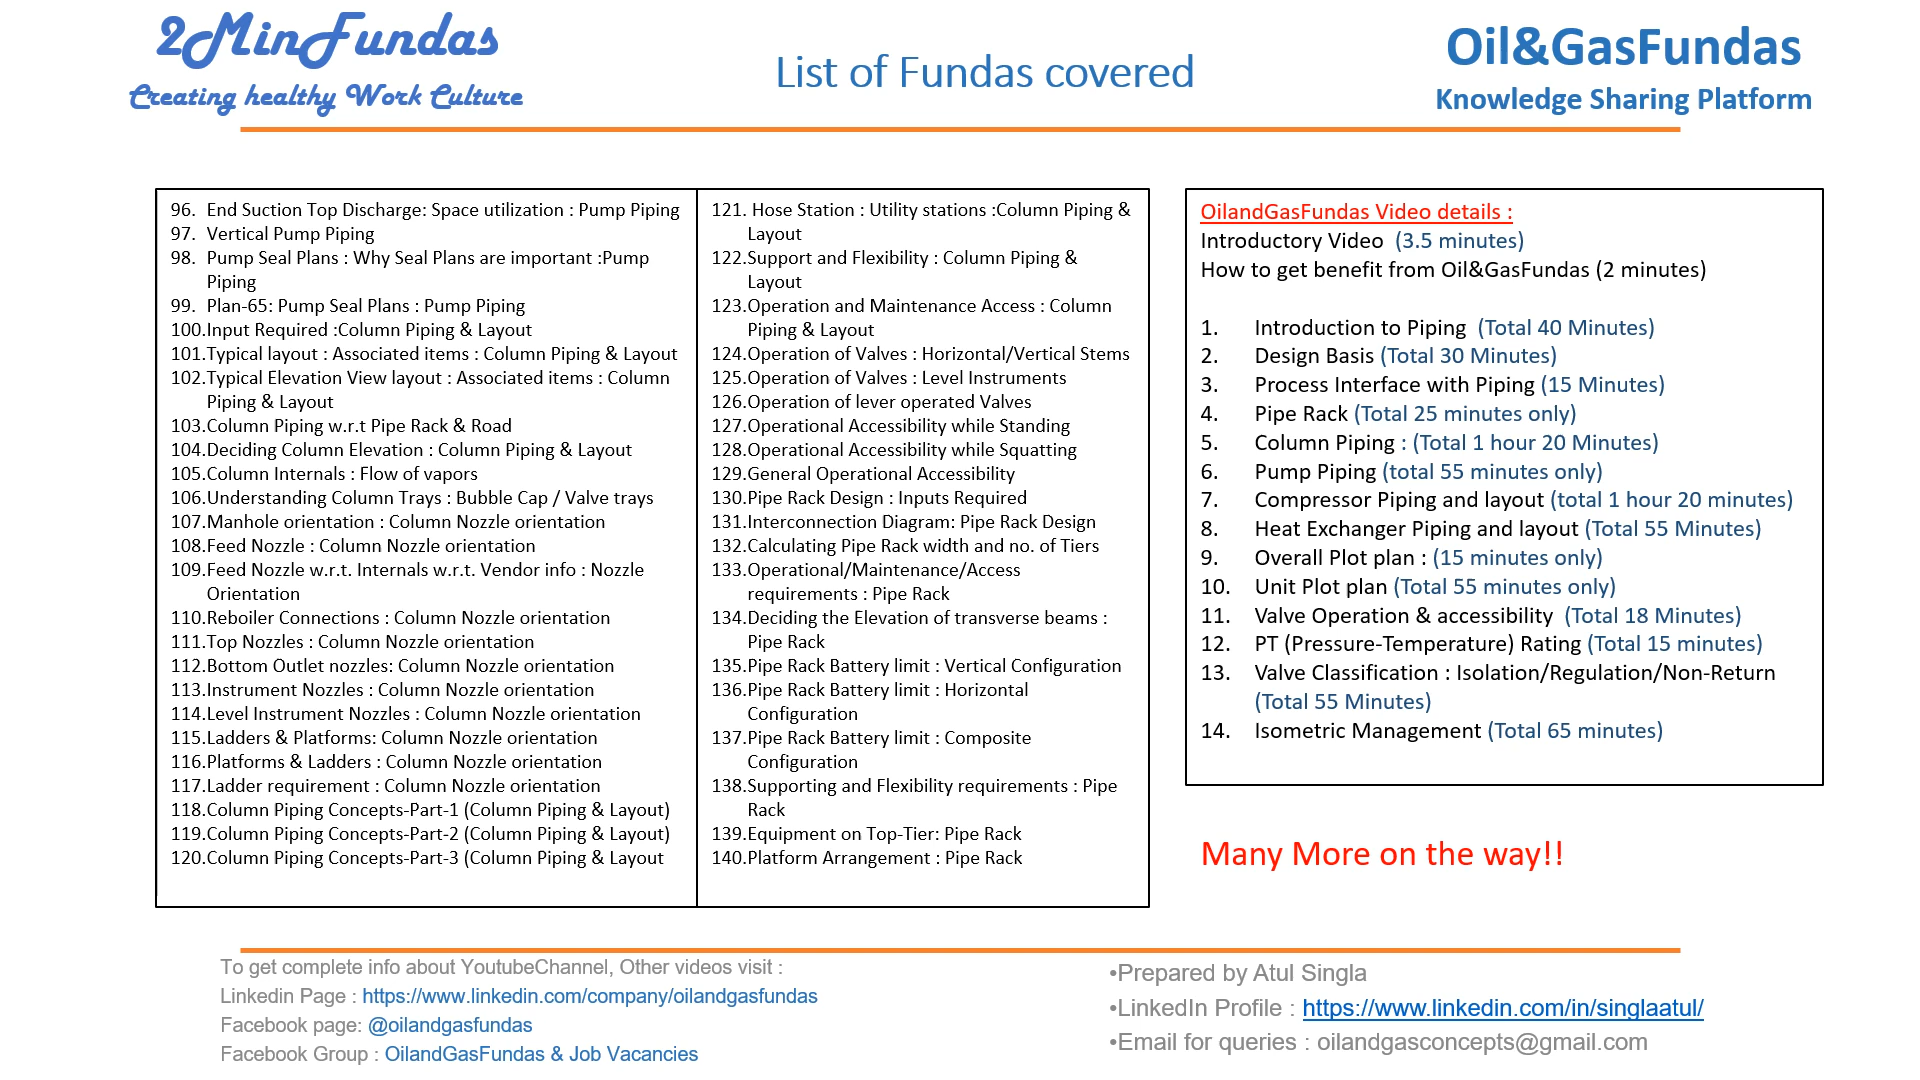 2MinFundas
Creating healthy Work Culture
List of Fundas covered
Oil&GasFundas
Knowledge Sharing Platform
96. End Suction Top Discharge: Space utilization : Pump Piping
97. Vertical Pump Piping
98. Pump Seal Plans : Why Seal Plans are important :Pump
Piping
99. Plan-65: Pump Seal Plans : Pump Piping
100.Input Required :Column Piping & Layout
101.Typical layout : Associated items : Column Piping & Layout
102.Typical Elevation View layout : Associated items : Column
Piping & Layout
103.Column Piping w.r.t Pipe Rack & Road
104.Deciding Column Elevation : Column Piping & Layout
105.Column Internals : Flow of vapors
106.Understanding Column Trays : Bubble Cap / Valve trays
107.Manhole orientation : Column Nozzle orientation
108.Feed Nozzle : Column Nozzle orientation
109.Feed Nozzle w.r.t. Internals w.r.t. Vendor info : Nozzle
Orientation
110.Reboiler Connections : Column Nozzle orientation
111.Top Nozzles : Column Nozzle orientation
112.Bottom Outlet nozzles: Column Nozzle orientation
113.Instrument Nozzles : Column Nozzle orientation
114.Level Instrument Nozzles : Column Nozzle orientation
115.Ladders & Platforms: Column Nozzle orientation
116.Platforms & Ladders : Column Nozzle orientation
117.Ladder requirement : Column Nozzle orientation
118.Column Piping Concepts-Part-1 (Column Piping & Layout)
119.Column Piping Concepts-Part-2 (Column Piping & Layout)
120.Column Piping Concepts-Part-3 (Column Piping & Layout
121. Hose Station : Utility stations :Column Piping &
Layout
122.Support and Flexibility : Column Piping &
Layout
123.Operation and Maintenance Access : Column
Piping & Layout
124.Operation of Valves : Horizontal/Vertical Stems
125.Operation of Valves : Level Instruments
126.Operation of lever operated Valves
127.Operational Accessibility while Standing
128.Operational Accessibility while Squatting
129.General Operational Accessibility
130.Pipe Rack Design : Inputs Required
131.Interconnection Diagram: Pipe Rack Design
132.Calculating Pipe Rack width and no. of Tiers
133.Operational/Maintenance/Access
requirements : Pipe Rack
134.Deciding the Elevation of transverse beams :
Pipe Rack
135.Pipe Rack Battery limit : Vertical Configuration
136.Pipe Rack Battery limit : Horizontal
Configuration
137.Pipe Rack Battery limit : Composite
Configuration
138.Supporting and Flexibility requirements : Pipe
Rack
139.Equipment on Top-Tier: Pipe Rack
140.Platform Arrangement : Pipe Rack
OilandGasFundas Video details :
Introductory Video (3.5 minutes)
How to get benefit from Oil&GasFundas (2 minutes)
1. Introduction to Piping (Total 40 Minutes)
2. Design Basis (Total 30 Minutes)
3. Process Interface with Piping (15 Minutes)
4. Pipe Rack (Total 25 minutes only)
5. Column Piping : (Total 1 hour 20 Minutes)
6. Pump Piping (total 55 minutes only)
7. Compressor Piping and layout (total 1 hour 20 minutes)
8. Heat Exchanger Piping and layout (Total 55 Minutes)
9. Overall Plot plan : (15 minutes only)
10. Unit Plot plan (Total 55 minutes only)
11. Valve Operation & accessibility (Total 18 Minutes)
12. PT (Pressure-Temperature) Rating (Total 15 minutes)
13. Valve Classification : Isolation/Regulation/Non-Return
(Total 55 Minutes)
14. Isometric Management (Total 65 minutes)
Many More on the way!!
To get complete info about YoutubeChannel, Other videos visit :
Linkedin Page : https://www.linkedin.com/company/oilandgasfundas
Facebook page: @oilandgasfundas
Facebook Group : OilandGasFundas & Job Vacancies
•Prepared by Atul Singla
•LinkedIn Profile : https://www.linkedin.com/in/singlaatul/
•Email for queries : oilandgasconcepts@gmail.com